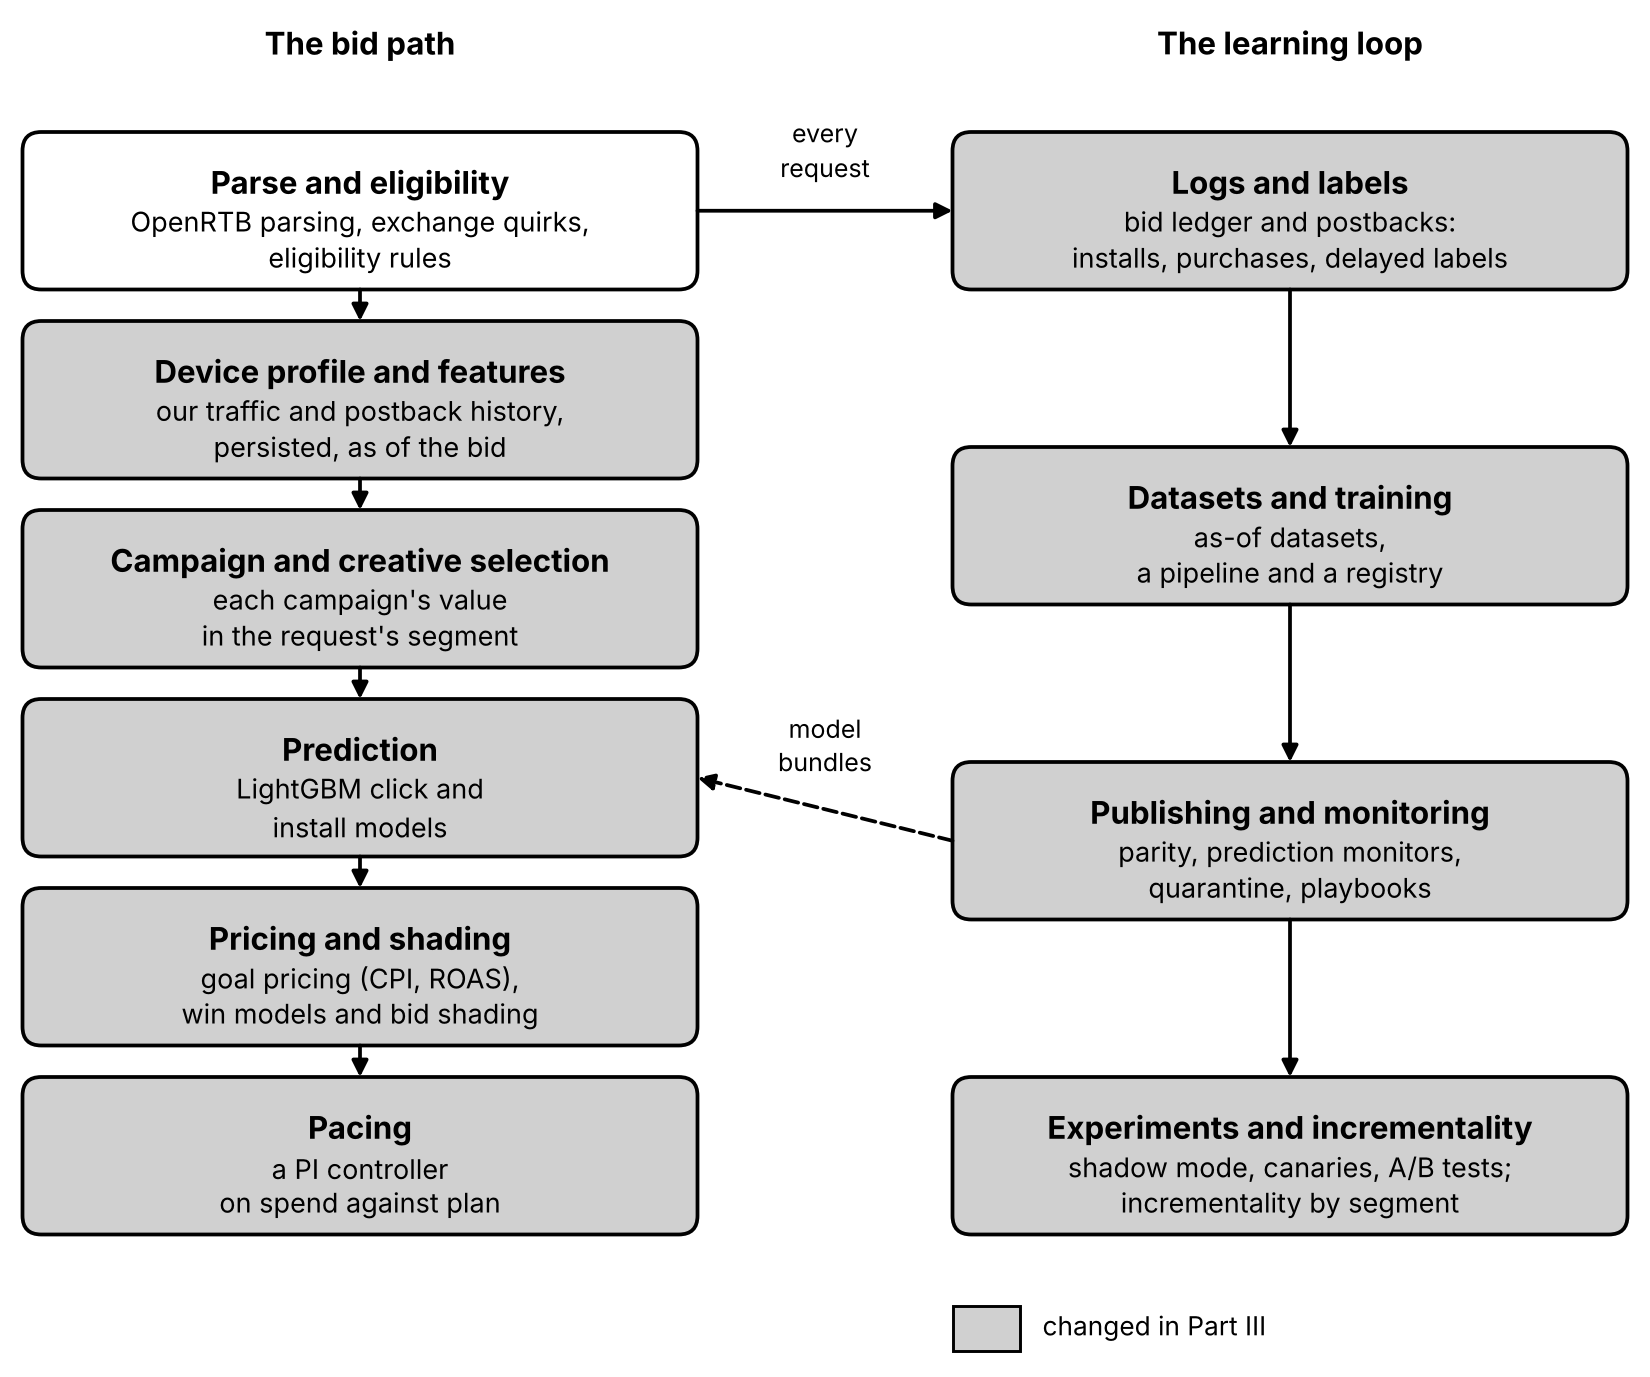 The bid path
The learning loop
every
request
Parse and eligibility
OpenRTB parsing, exchange quirks,
eligibility rules
Logs and labels
bid ledger and postbacks:
installs, purchases, delayed labels
Device profile and features
our traffic and postback history,
persisted, as of the bid
Datasets and training
as-of datasets,
a pipeline and a registry
Campaign and creative selection
each campaign's value
in the request's segment
model
bundles
Prediction
LightGBM click and
install models
Publishing and monitoring
parity, prediction monitors,
quarantine, playbooks
Pricing and shading
goal pricing (CPI, ROAS),
win models and bid shading
Pacing
a PI controller
on spend against plan
Experiments and incrementality
shadow mode, canaries, A/B tests;
incrementality by segment
changed in Part III